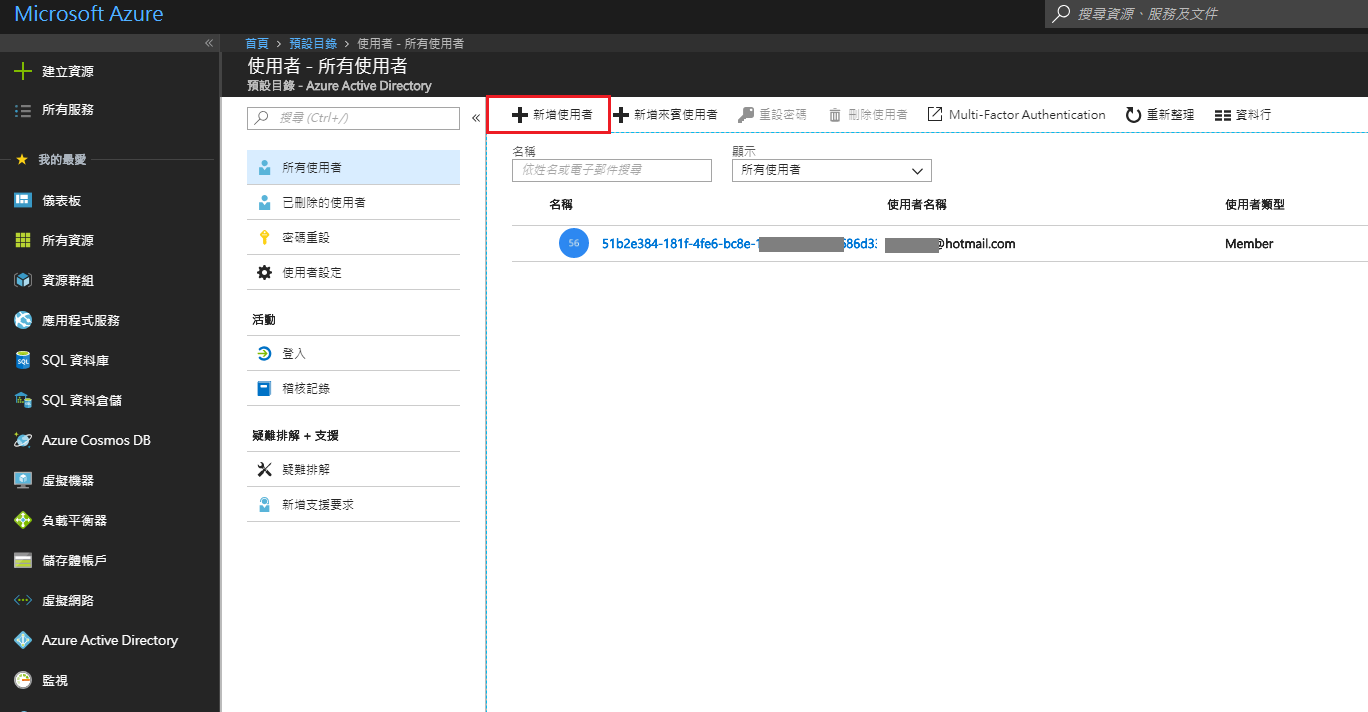 Microsoft Azure
搜尋資源、服務及文件
«
首頁 > 預設目錄 > 使用者 - 所有使用者
使用者 - 所有使用者
預設目錄 - Azure Active Directory
建立資源
所有服務
我的最愛
儀表板
所有資源
資源群組
應用程式服務
SQL 資料庫
SQL 資料倉儲
Azure Cosmos DB
虛擬機器
負載平衡器
儲存體帳戶
虛擬網路
Azure Active Directory
監視
搜尋 (Ctrl+/)
«
所有使用者
已刪除的使用者
密碼重設
使用者設定
活動
登入
稽核記錄
疑難排解 + 支援
疑難排解
新增支援要求
新增使用者 新增來賓使用者 重設密碼 刪除使用者 Multi-Factor Authentication 重新整理 資料行
名稱 顯示
依姓名或電子郵件搜尋 所有使用者
名稱 使用者名稱 使用者類型
56 51b2e384-181f-4fe6-bc8e- 86d3 @hotmail.com Member